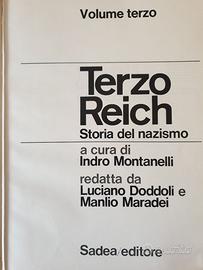 Volume terzo
Terzo
Reich
Storia del nazismo
a cura di
Indro Montanelli
redatta da
Luciano Doddoli e
Manlio Maradei
Sadea/editore
subito